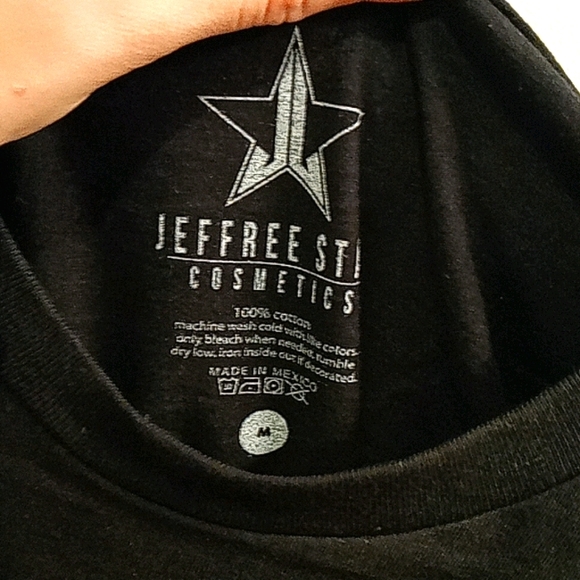 JEFFREE ST
COSMETICS
100% cotton
machine wash cold with like colors.
only bleach when needed. tumble
dry low. iron inside out if decorated.
MADE IN MEXICO
M